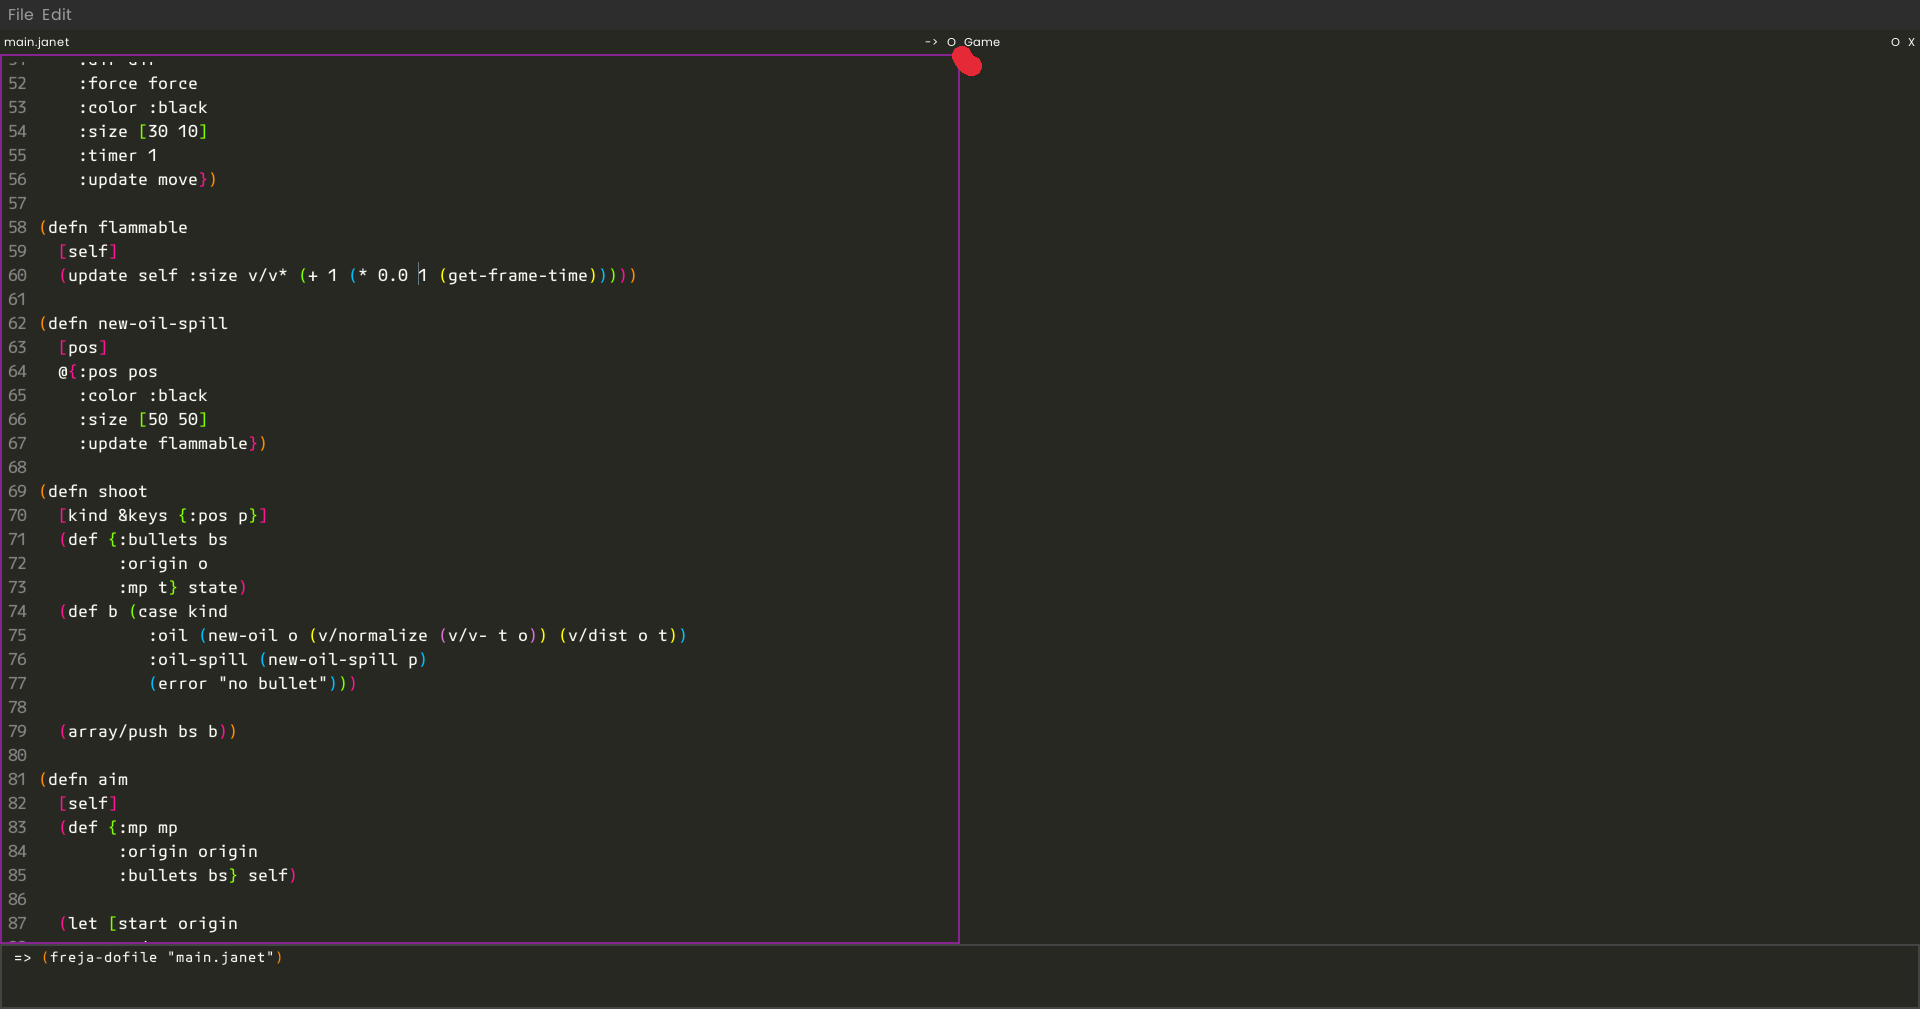 File Edit
main.janet -> O Game O X
52 :force force
53 :color :black
54 :size [30 10]
55 :timer 1
56 :update move})
57
58 (defn flammable
59 [self]
60 (update self :size v/v* (+ 1 (* 0.0 1 (get-frame-time)))))
61
62 (defn new-oil-spill
63 [pos]
64 @{:pos pos
65 :color :black
66 :size [50 50]
67 :update flammable})
68
69 (defn shoot
70 [kind &keys {:pos p}]
71 (def {:bullets bs
72 :origin o
73 :mp t} state)
74 (def b (case kind
75 :oil (new-oil o (v/normalize (v/v- t o)) (v/dist o t))
76 :oil-spill (new-oil-spill p)
77 (error "no bullet")))
78
79 (array/push bs b))
80
81 (defn aim
82 [self]
83 (def {:mp mp
84 :origin origin
85 :bullets bs} self)
86
87 (let [start origin
=> (freja-dofile "main.janet")